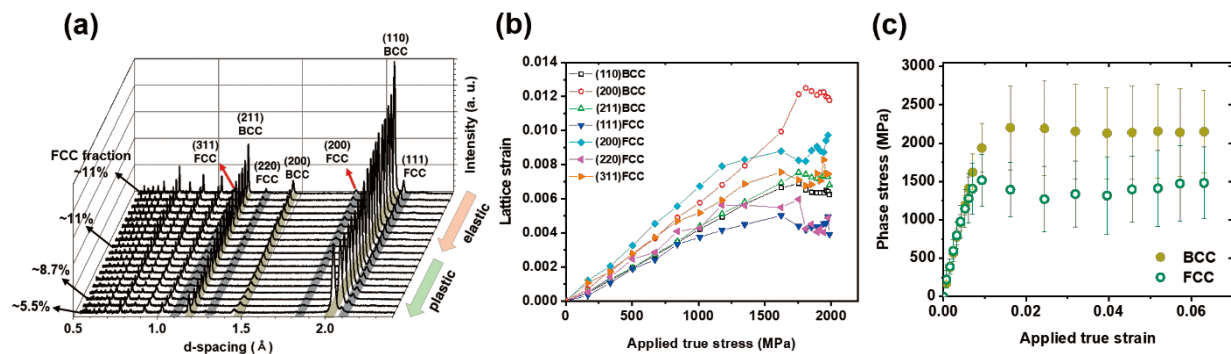 (a)
(110)
BCC
(211)
BCC
(311)
FCC
(220)
FCC
(200)
BCC
(200)
FCC
(111)
FCC
Intensity (a. u.)
FCC fraction
~11%
~11%
~8.7%
~5.5%
elastic
plastic
0.5
1.0
1.5
2.0
d-spacing (Å)
(b)
0.014
0.012
0.010
0.008
0.006
0.004
0.002
0.000
Lattice strain
(110)BCC
(200)BCC
(211)BCC
(111)FCC
(200)FCC
(220)FCC
(311)FCC
0
500
1000
1500
2000
Applied true stress (MPa)
(c)
3000
2500
2000
1500
1000
500
0
Phase stress (MPa)
BCC
FCC
0.00
0.02
0.04
0.06
Applied true strain